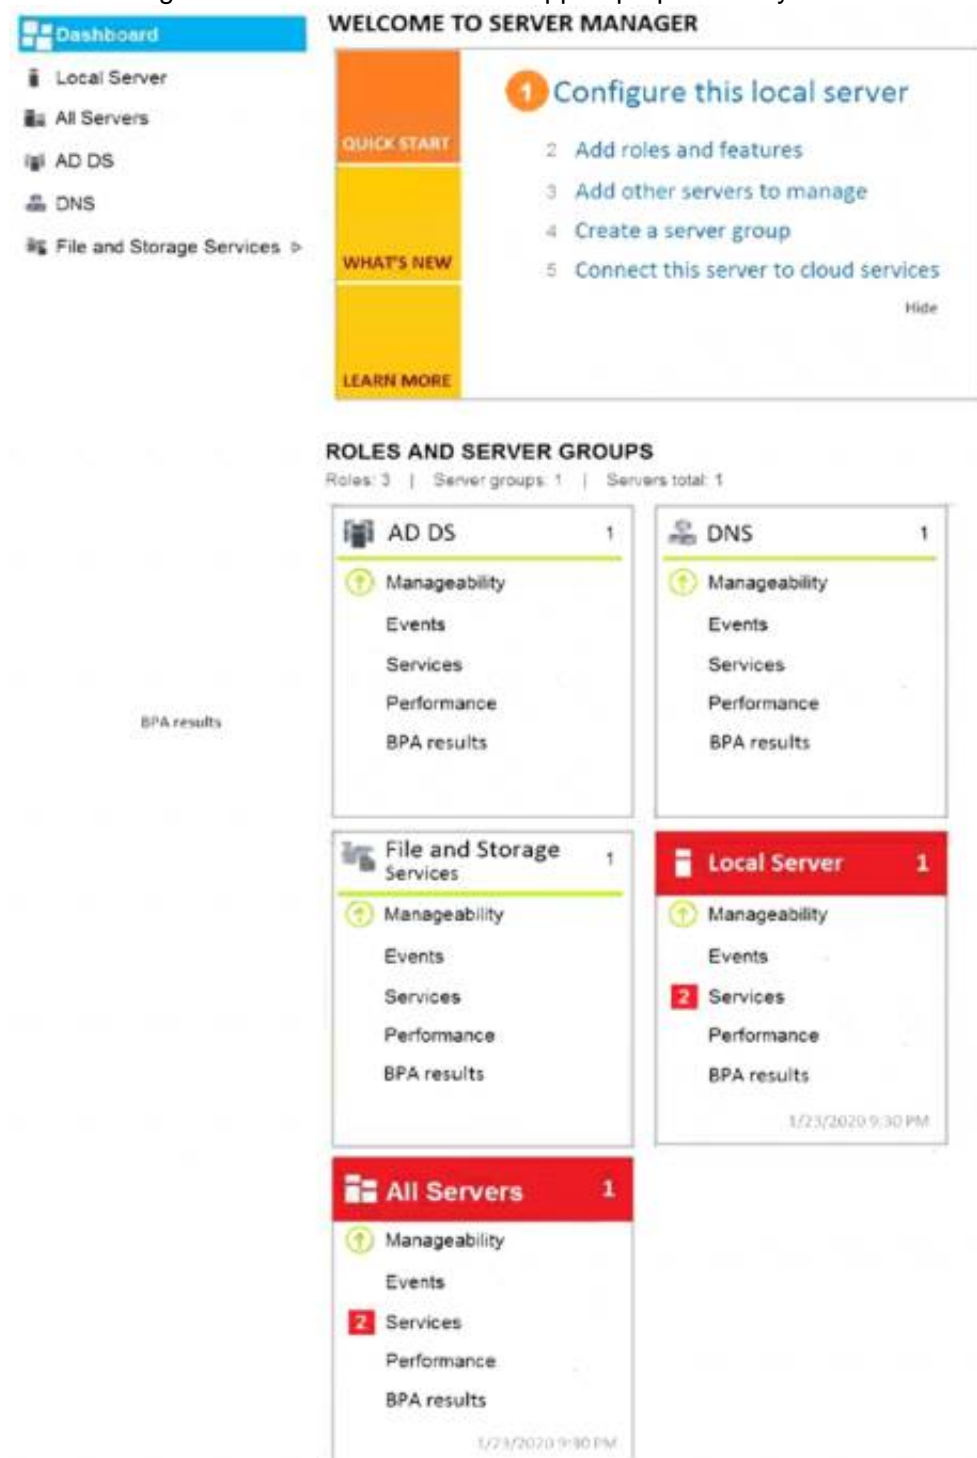 Dashboard
Local Server
All Servers
AD DS
DNS
File and Storage Services
WELCOME TO SERVER MANAGER
QUICK START
WHAT'S NEW
LEARN MORE
1 Configure this local server
2 Add roles and features
3 Add other servers to manage
4 Create a server group
5 Connect this server to cloud services
Hide
ROLES AND SERVER GROUPS
Roles: 3 | Server groups: 1 | Servers total: 1
AD DS 1
Manageability
Events
Services
Performance
BPA results
DNS 1
Manageability
Events
Services
Performance
BPA results
BPA results
File and Storage 1
Services
Manageability
Events
Services
Performance
BPA results
Local Server 1
Manageability
Events
2 Services
Performance
BPA results
1/23/2020 9:30 PM
All Servers 1
Manageability
Events
2 Services
Performance
BPA results
1/23/2020 9:30 PM